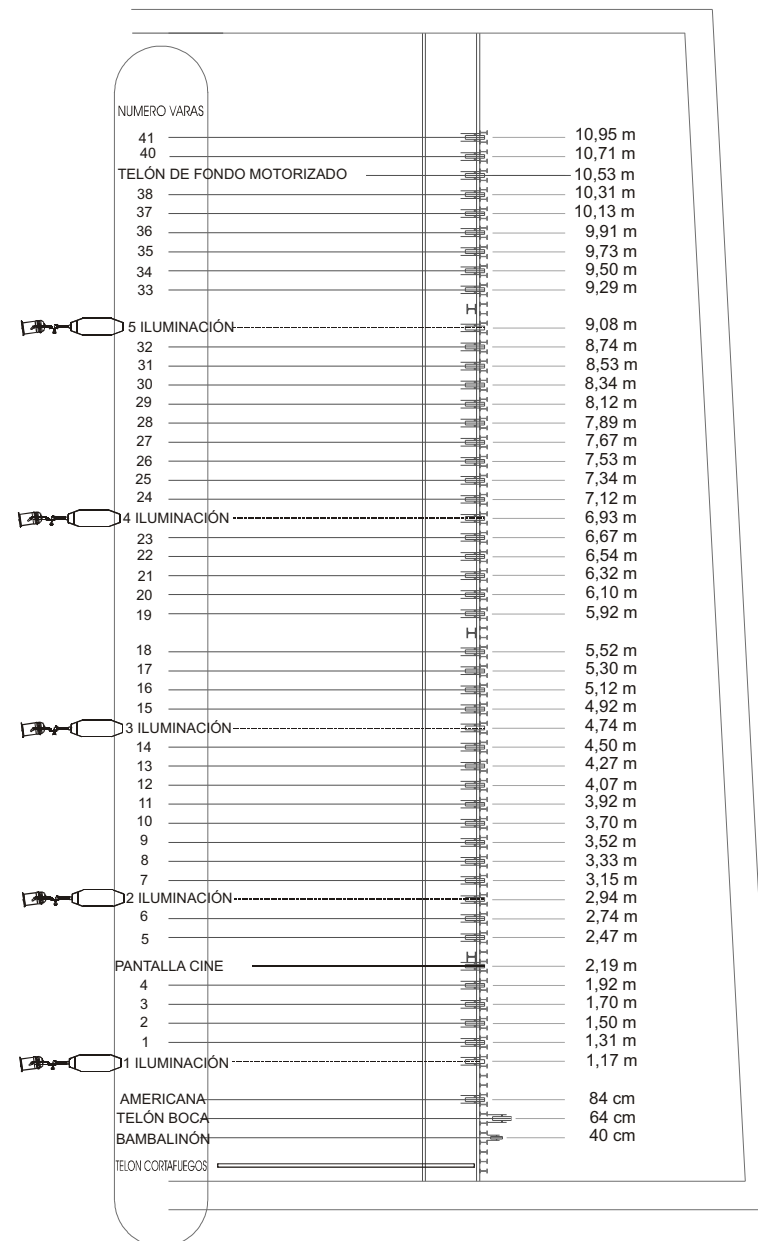 NUMERO VARAS
41 10,95 m
40 10,71 m
TELÓN DE FONDO MOTORIZADO 10,53 m
38 10,31 m
37 10,13 m
36 9,91 m
35 9,73 m
34 9,50 m
33 9,29 m
5 ILUMINACIÓN 9,08 m
32 8,74 m
31 8,53 m
30 8,34 m
29 8,12 m
28 7,89 m
27 7,67 m
26 7,53 m
25 7,34 m
24 7,12 m
4 ILUMINACIÓN 6,93 m
23 6,67 m
22 6,54 m
21 6,32 m
20 6,10 m
19 5,92 m
18 5,52 m
17 5,30 m
16 5,12 m
15 4,92 m
3 ILUMINACIÓN 4,74 m
14 4,50 m
13 4,27 m
12 4,07 m
11 3,92 m
10 3,70 m
9 3,52 m
8 3,33 m
7 3,15 m
2 ILUMINACIÓN 2,94 m
6 2,74 m
5 2,47 m
PANTALLA CINE 2,19 m
4 1,92 m
3 1,70 m
2 1,50 m
1 1,31 m
1 ILUMINACIÓN 1,17 m
AMERICANA 84 cm
TELÓN BOCA 64 cm
BAMBALINÓN 40 cm
TELON CORTAFUEGOS